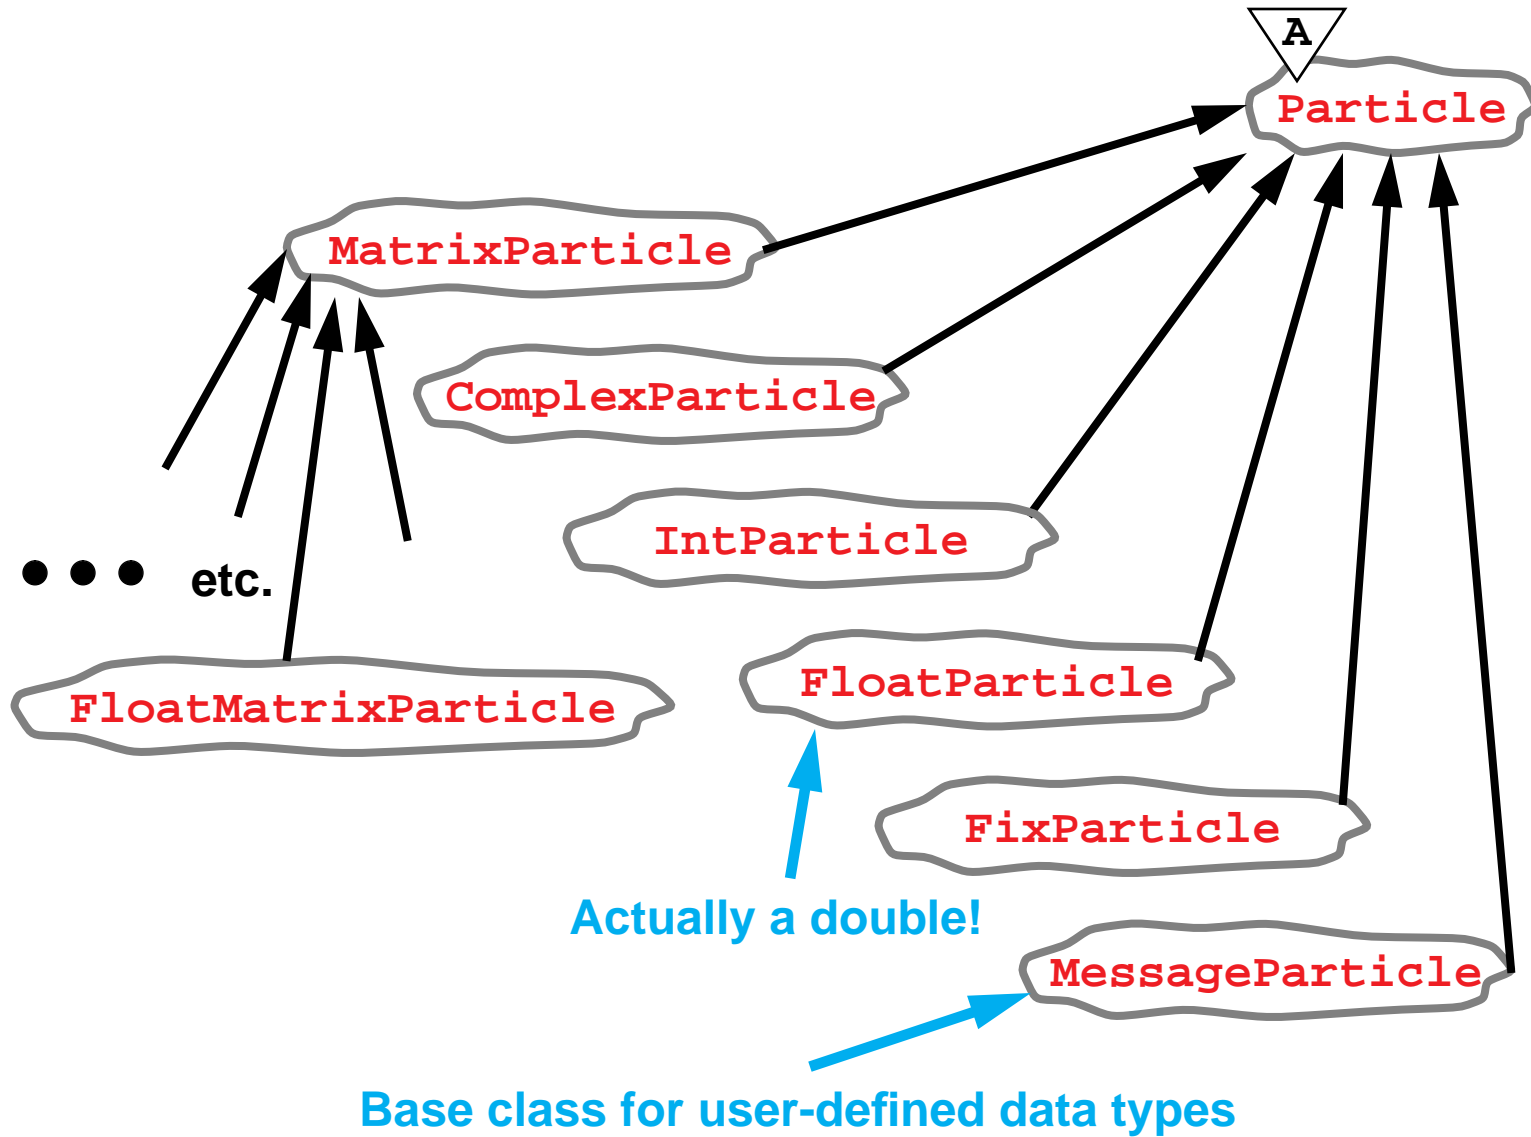 A
Particle
MatrixParticle
ComplexParticle
IntParticle
etc.
FloatParticle
FloatMatrixParticle
FixParticle
Actually a double!
MessageParticle
Base class for user-defined data types